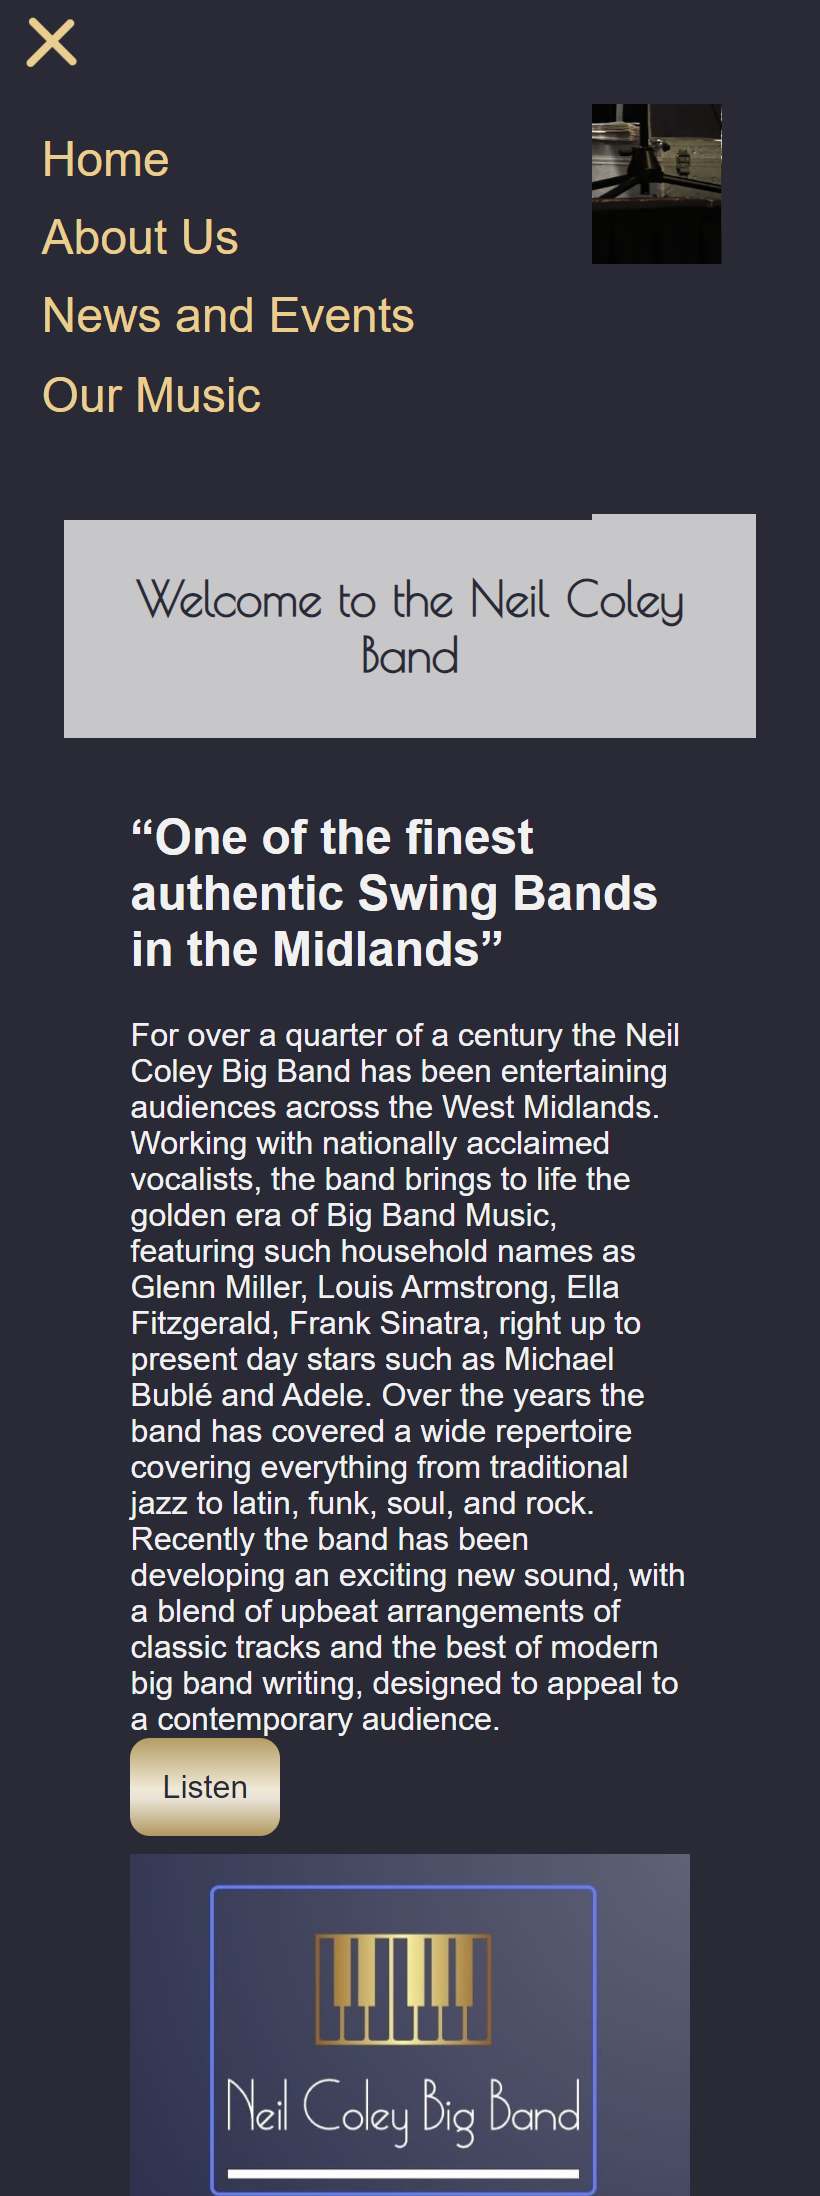 Home
About Us
News and Events
Our Music
Welcome to the Neil Coley
Band
“One of the finest
authentic Swing Bands
in the Midlands”
For over a quarter of a century the Neil
Coley Big Band has been entertaining
audiences across the West Midlands.
Working with nationally acclaimed
vocalists, the band brings to life the
golden era of Big Band Music,
featuring such household names as
Glenn Miller, Louis Armstrong, Ella
Fitzgerald, Frank Sinatra, right up to
present day stars such as Michael
Bublé and Adele. Over the years the
band has covered a wide repertoire
covering everything from traditional
jazz to latin, funk, soul, and rock.
Recently the band has been
developing an exciting new sound, with
a blend of upbeat arrangements of
classic tracks and the best of modern
big band writing, designed to appeal to
a contemporary audience.
Listen
Neil Coley Big Band